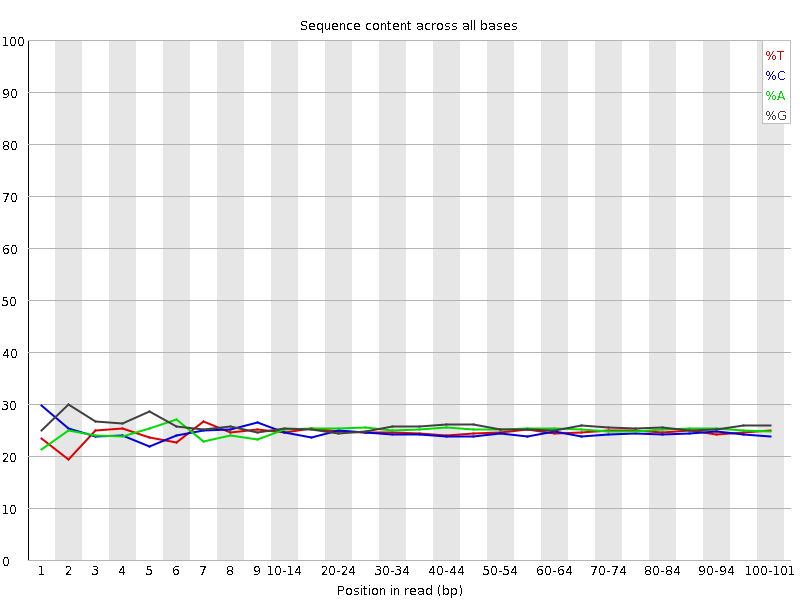 Sequence content across all bases
100
90
80
70
60
50
40
30
20
10
0
%T
%C
%A
%G
1 2 3 4 5 6 7 8 9 10-14 20-24 30-34 40-44 50-54 60-64 70-74 80-84 90-94 100-101
Position in read (bp)